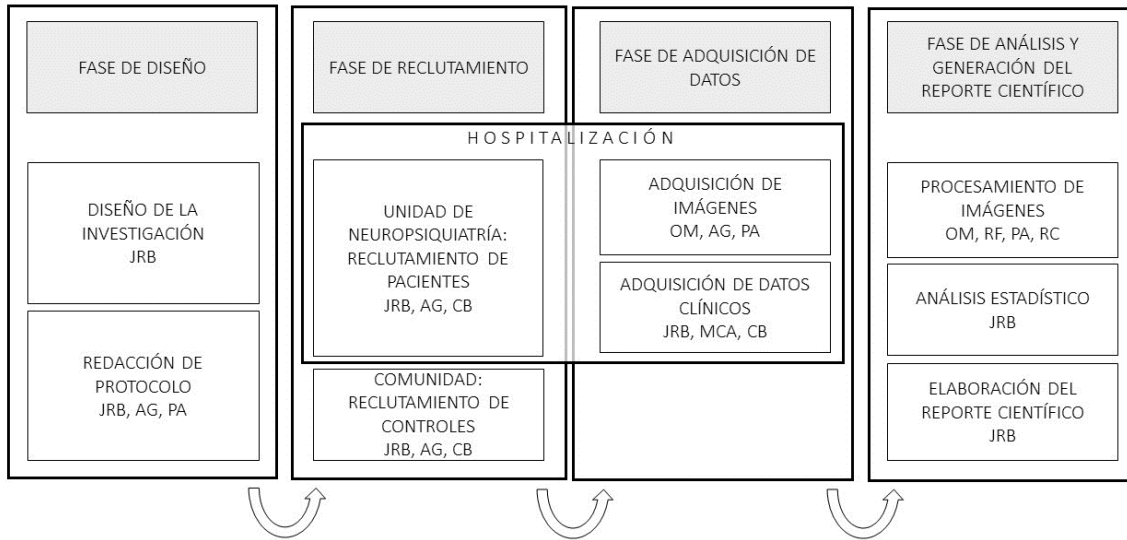 FASE DE DISEÑO
DISEÑO DE LA
INVESTIGACIÓN
JRB
REDACCIÓN DE
PROTOCOLO
JRB, AG, PA
FASE DE RECLUTAMIENTO
HOSPITALIZACIÓN
UNIDAD DE
NEUROPSIQUIATRÍA:
RECLUTAMIENTO DE
PACIENTES
JRB, AG, CB
COMUNIDAD:
RECLUTAMIENTO DE
CONTROLES
JRB, AG, CB
FASE DE ADQUISICIÓN DE
DATOS
ADQUISICIÓN DE
IMÁGENES
OM, AG, PA
ADQUISICIÓN DE DATOS
CLÍNICOS
JRB, MCA, CB
FASE DE ANÁLISIS Y
GENERACIÓN DEL
REPORTE CIENTÍFICO
PROCESAMIENTO DE
IMÁGENES
OM, RF, PA, RC
ANÁLISIS ESTADÍSTICO
JRB
ELABORACIÓN DEL
REPORTE CIENTÍFICO
JRB